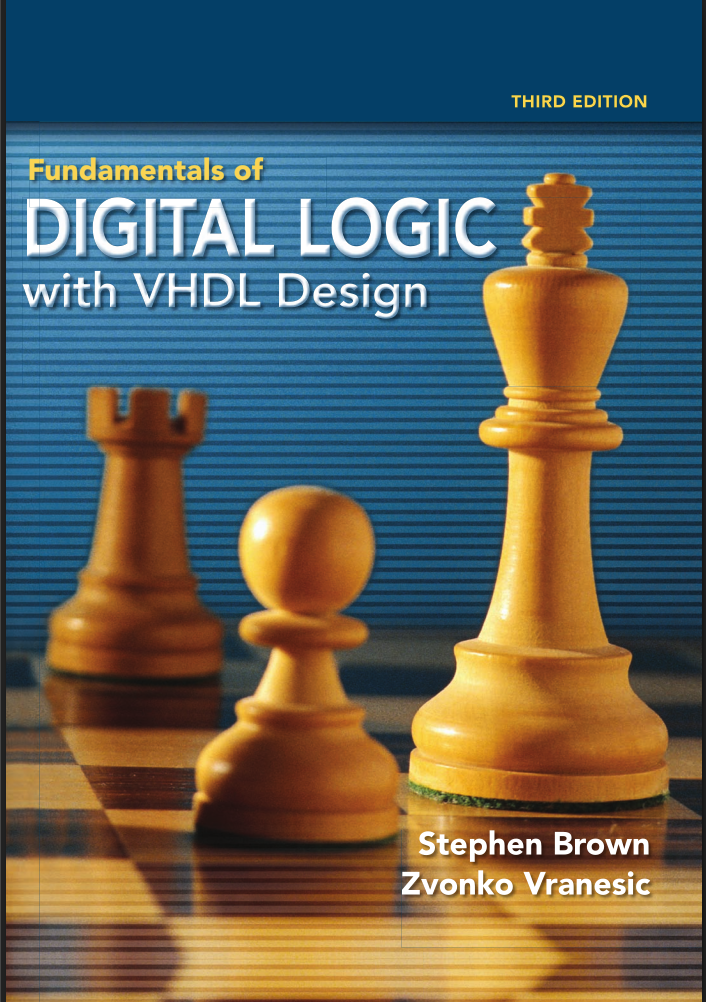 THIRD EDITION
Fundamentals of
DIGITAL LOGIC
with VHDL Design
Stephen Brown
Zvonko Vranesic